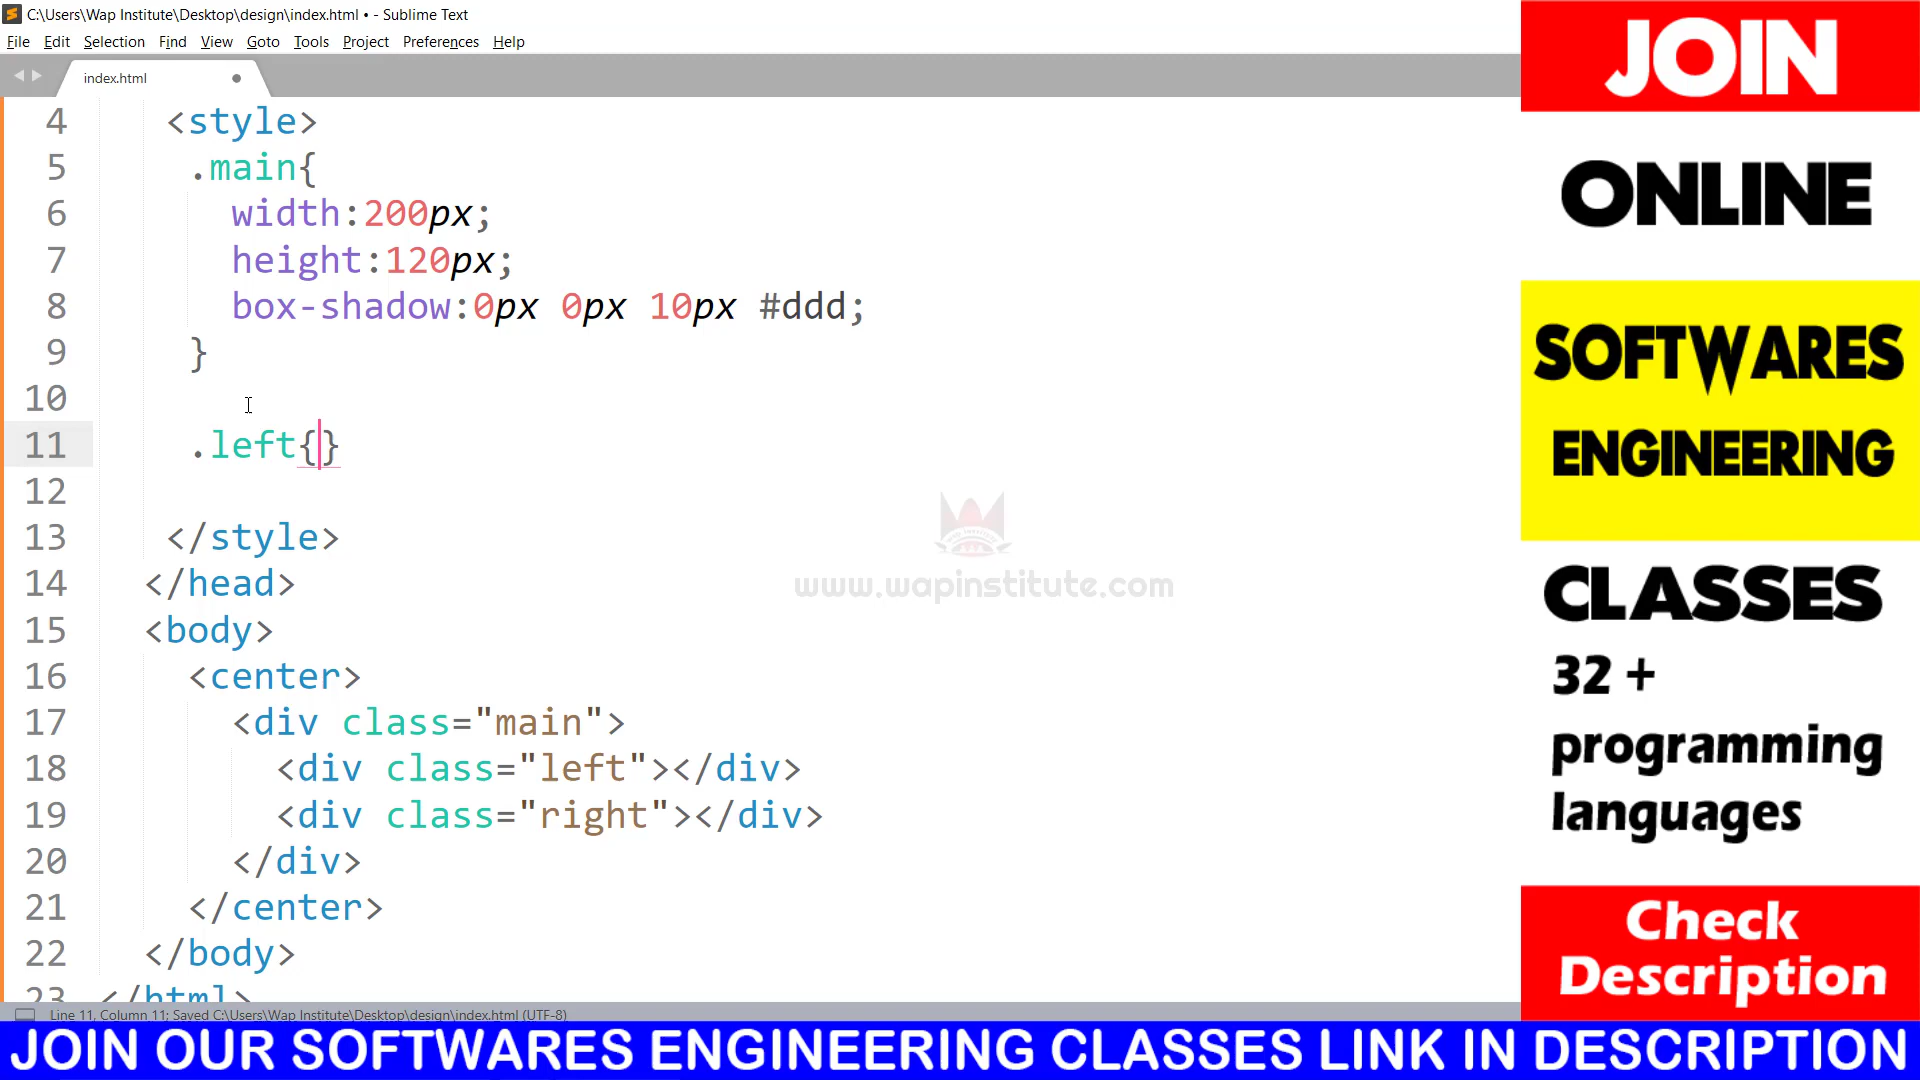 C:\Users\Wap Institute\Desktop\design\index.html • - Sublime Text
File Edit Selection Find View Goto Tools Project Preferences Help
index.html
4 <style>
5 .main{
6 width:200px;
7 height:120px;
8 box-shadow:0px 0px 10px #ddd;
9 }
10
11 .left{}
12
13 </style>
14 </head>
15 <body>
16 <center>
17 <div class="main">
18 <div class="left"></div>
19 <div class="right"></div>
20 </div>
21 </center>
22 </body>
23 </html>
www.wapinstitute.com
Line 11, Column 11; Saved C:\Users\Wap Institute\Desktop\design\index.html (UTF-8)
JOIN
ONLINE
SOFTWARES
ENGINEERING
CLASSES
32 +
programming
languages
Check
Description
JOIN OUR SOFTWARES ENGINEERING CLASSES LINK IN DESCRIPTION